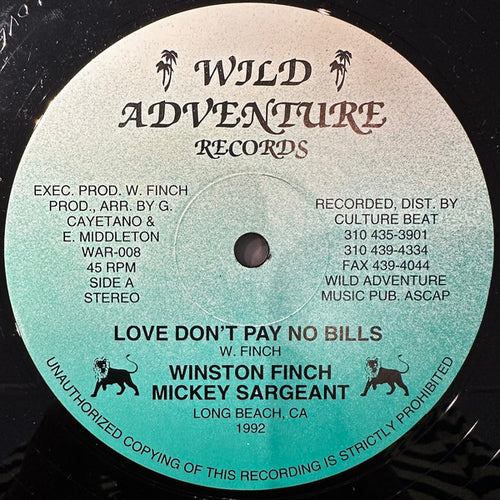 WILD
ADVENTURE
RECORDS
EXEC. PROD. W. FINCH
PROD., ARR. BY G.
CAYETANO &
E. MIDDLETON
WAR-008
45 RPM
SIDE A
STEREO
RECORDED, DIST. BY
CULTURE BEAT
310 435-3901
310 439-4334
FAX 439-4044
WILD ADVENTURE
MUSIC PUB. ASCAP
LOVE DON'T PAY NO BILLS
W. FINCH
WINSTON FINCH
MICKEY SARGEANT
LONG BEACH, CA
1992
UNAUTHORIZED COPYING OF THIS RECORDING IS STRICTLY PROHIBITED